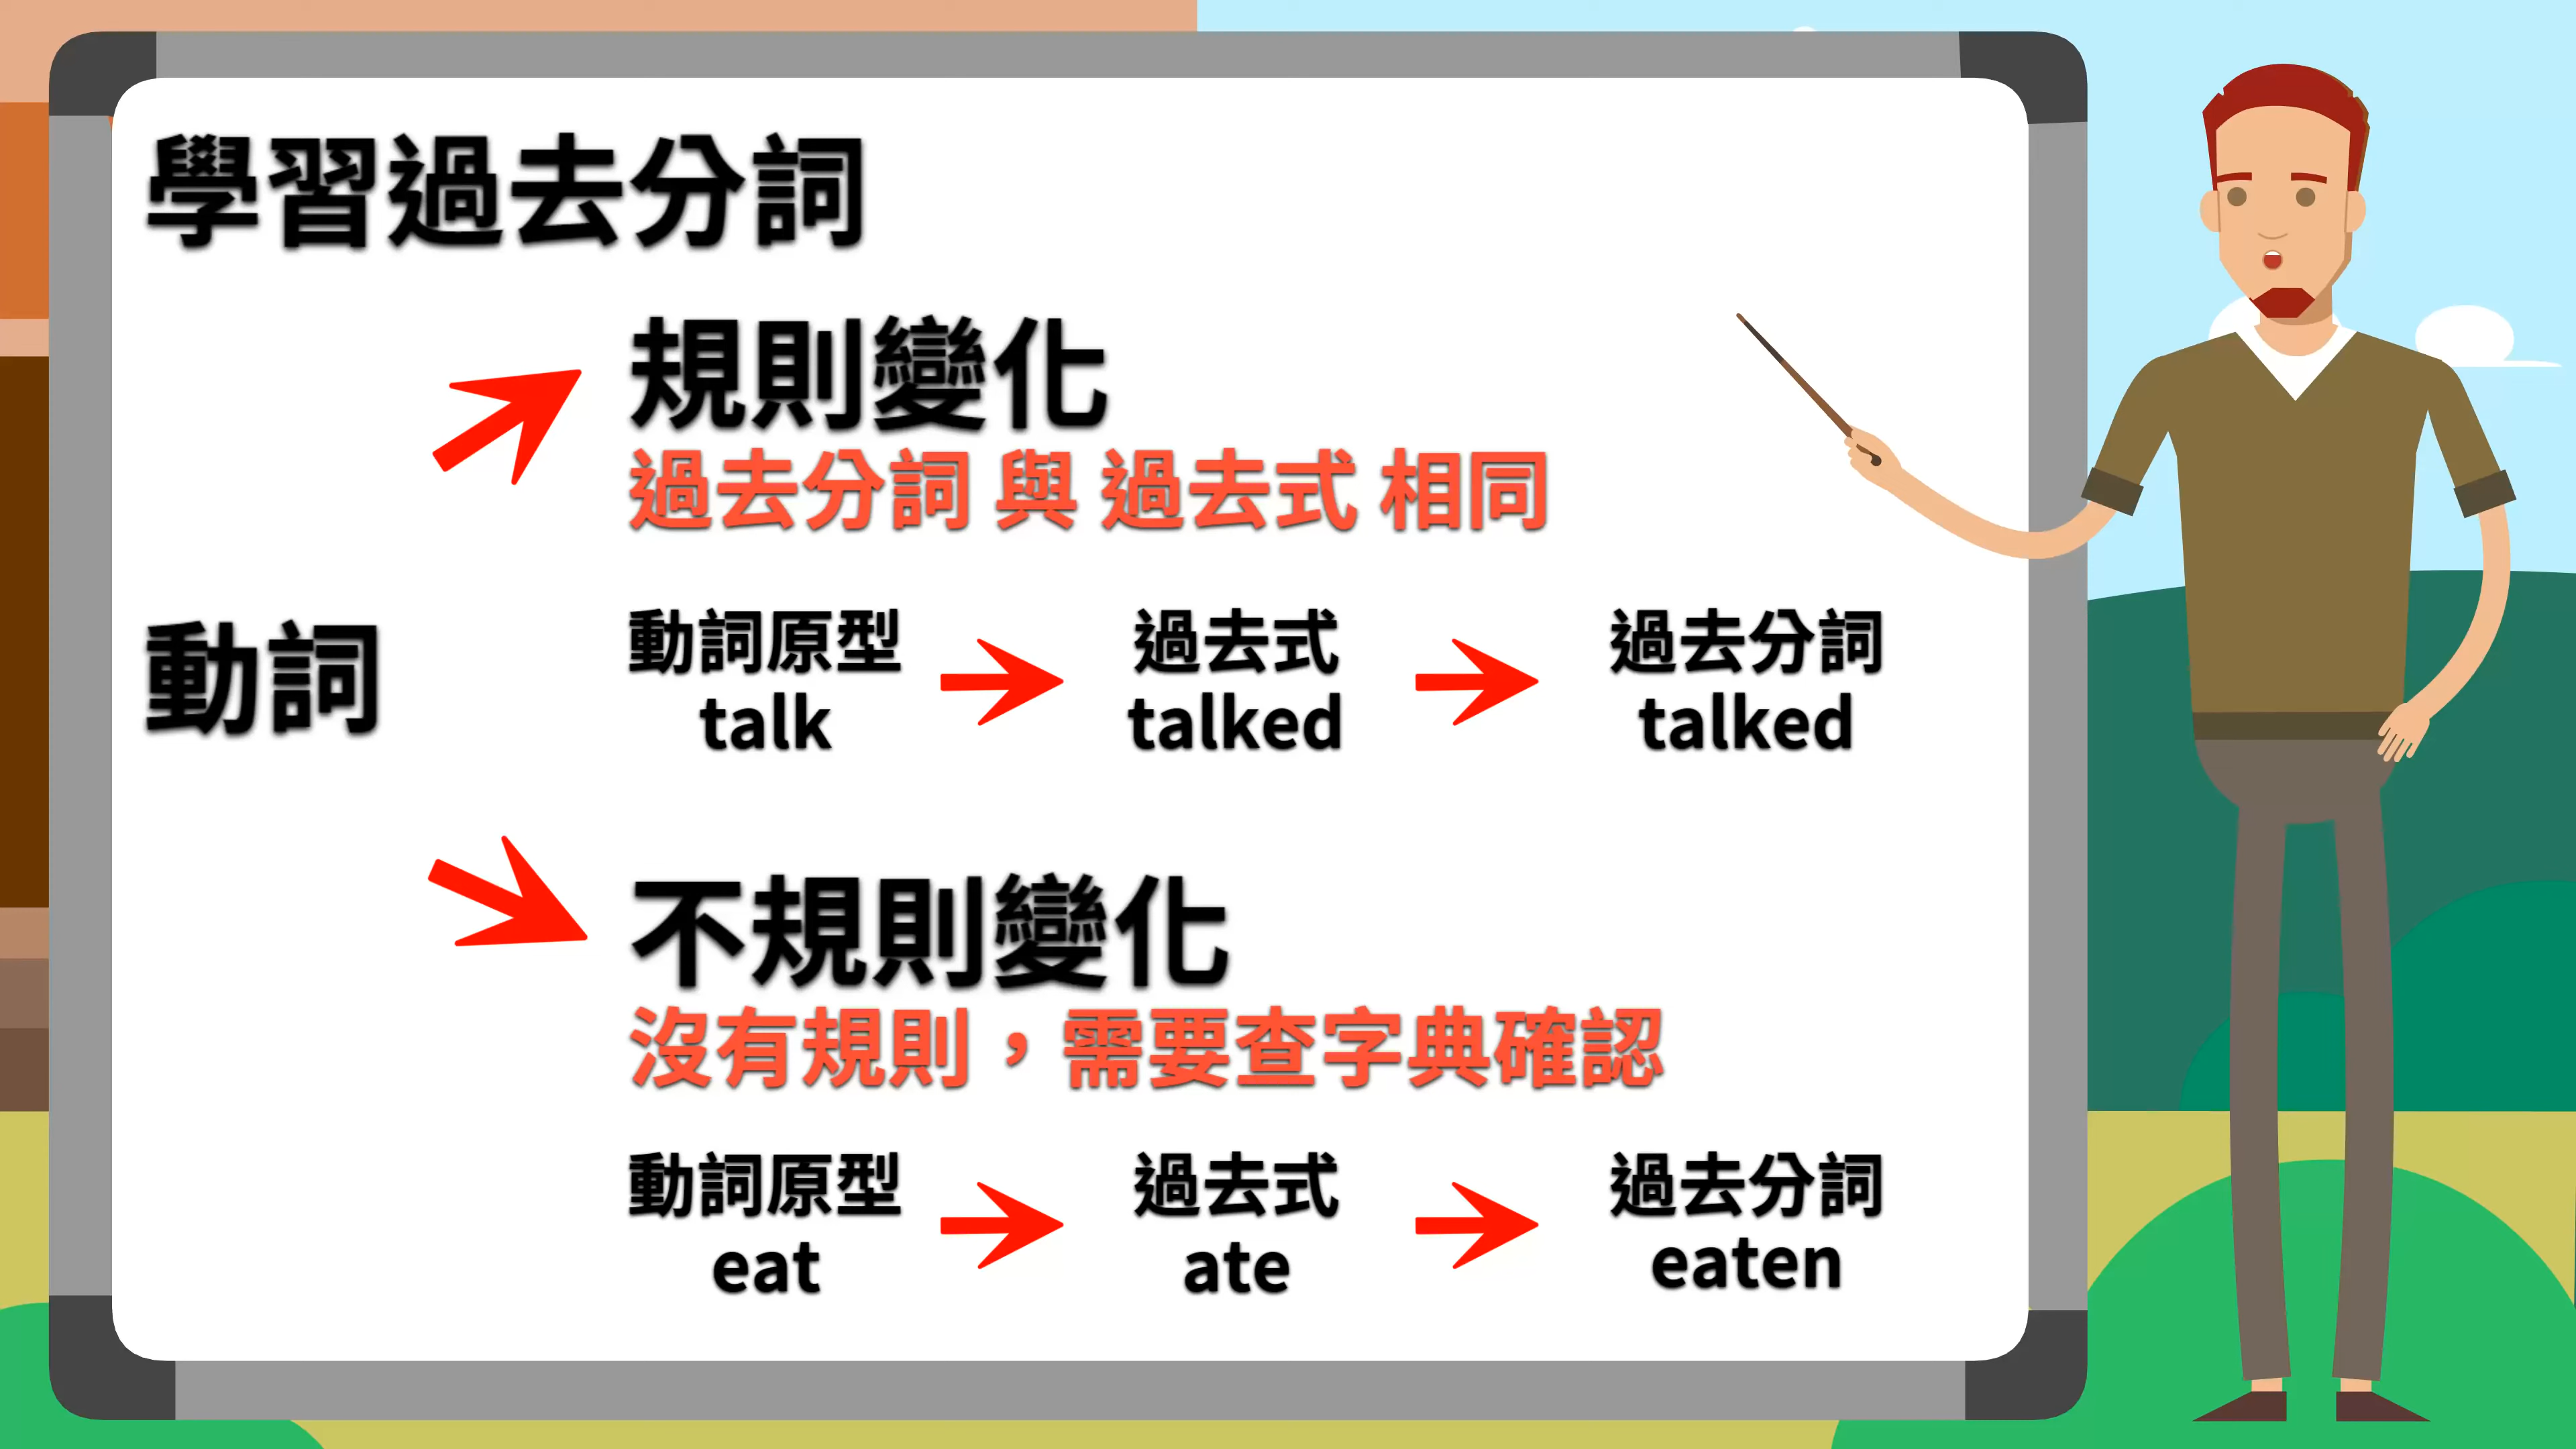 學習過去分詞
規則變化
過去分詞 與 過去式 相同
動詞
動詞原型 過去式 過去分詞
talk talked talked
不規則變化
沒有規則，需要查字典確認
動詞原型 過去式 過去分詞
eat ate eaten